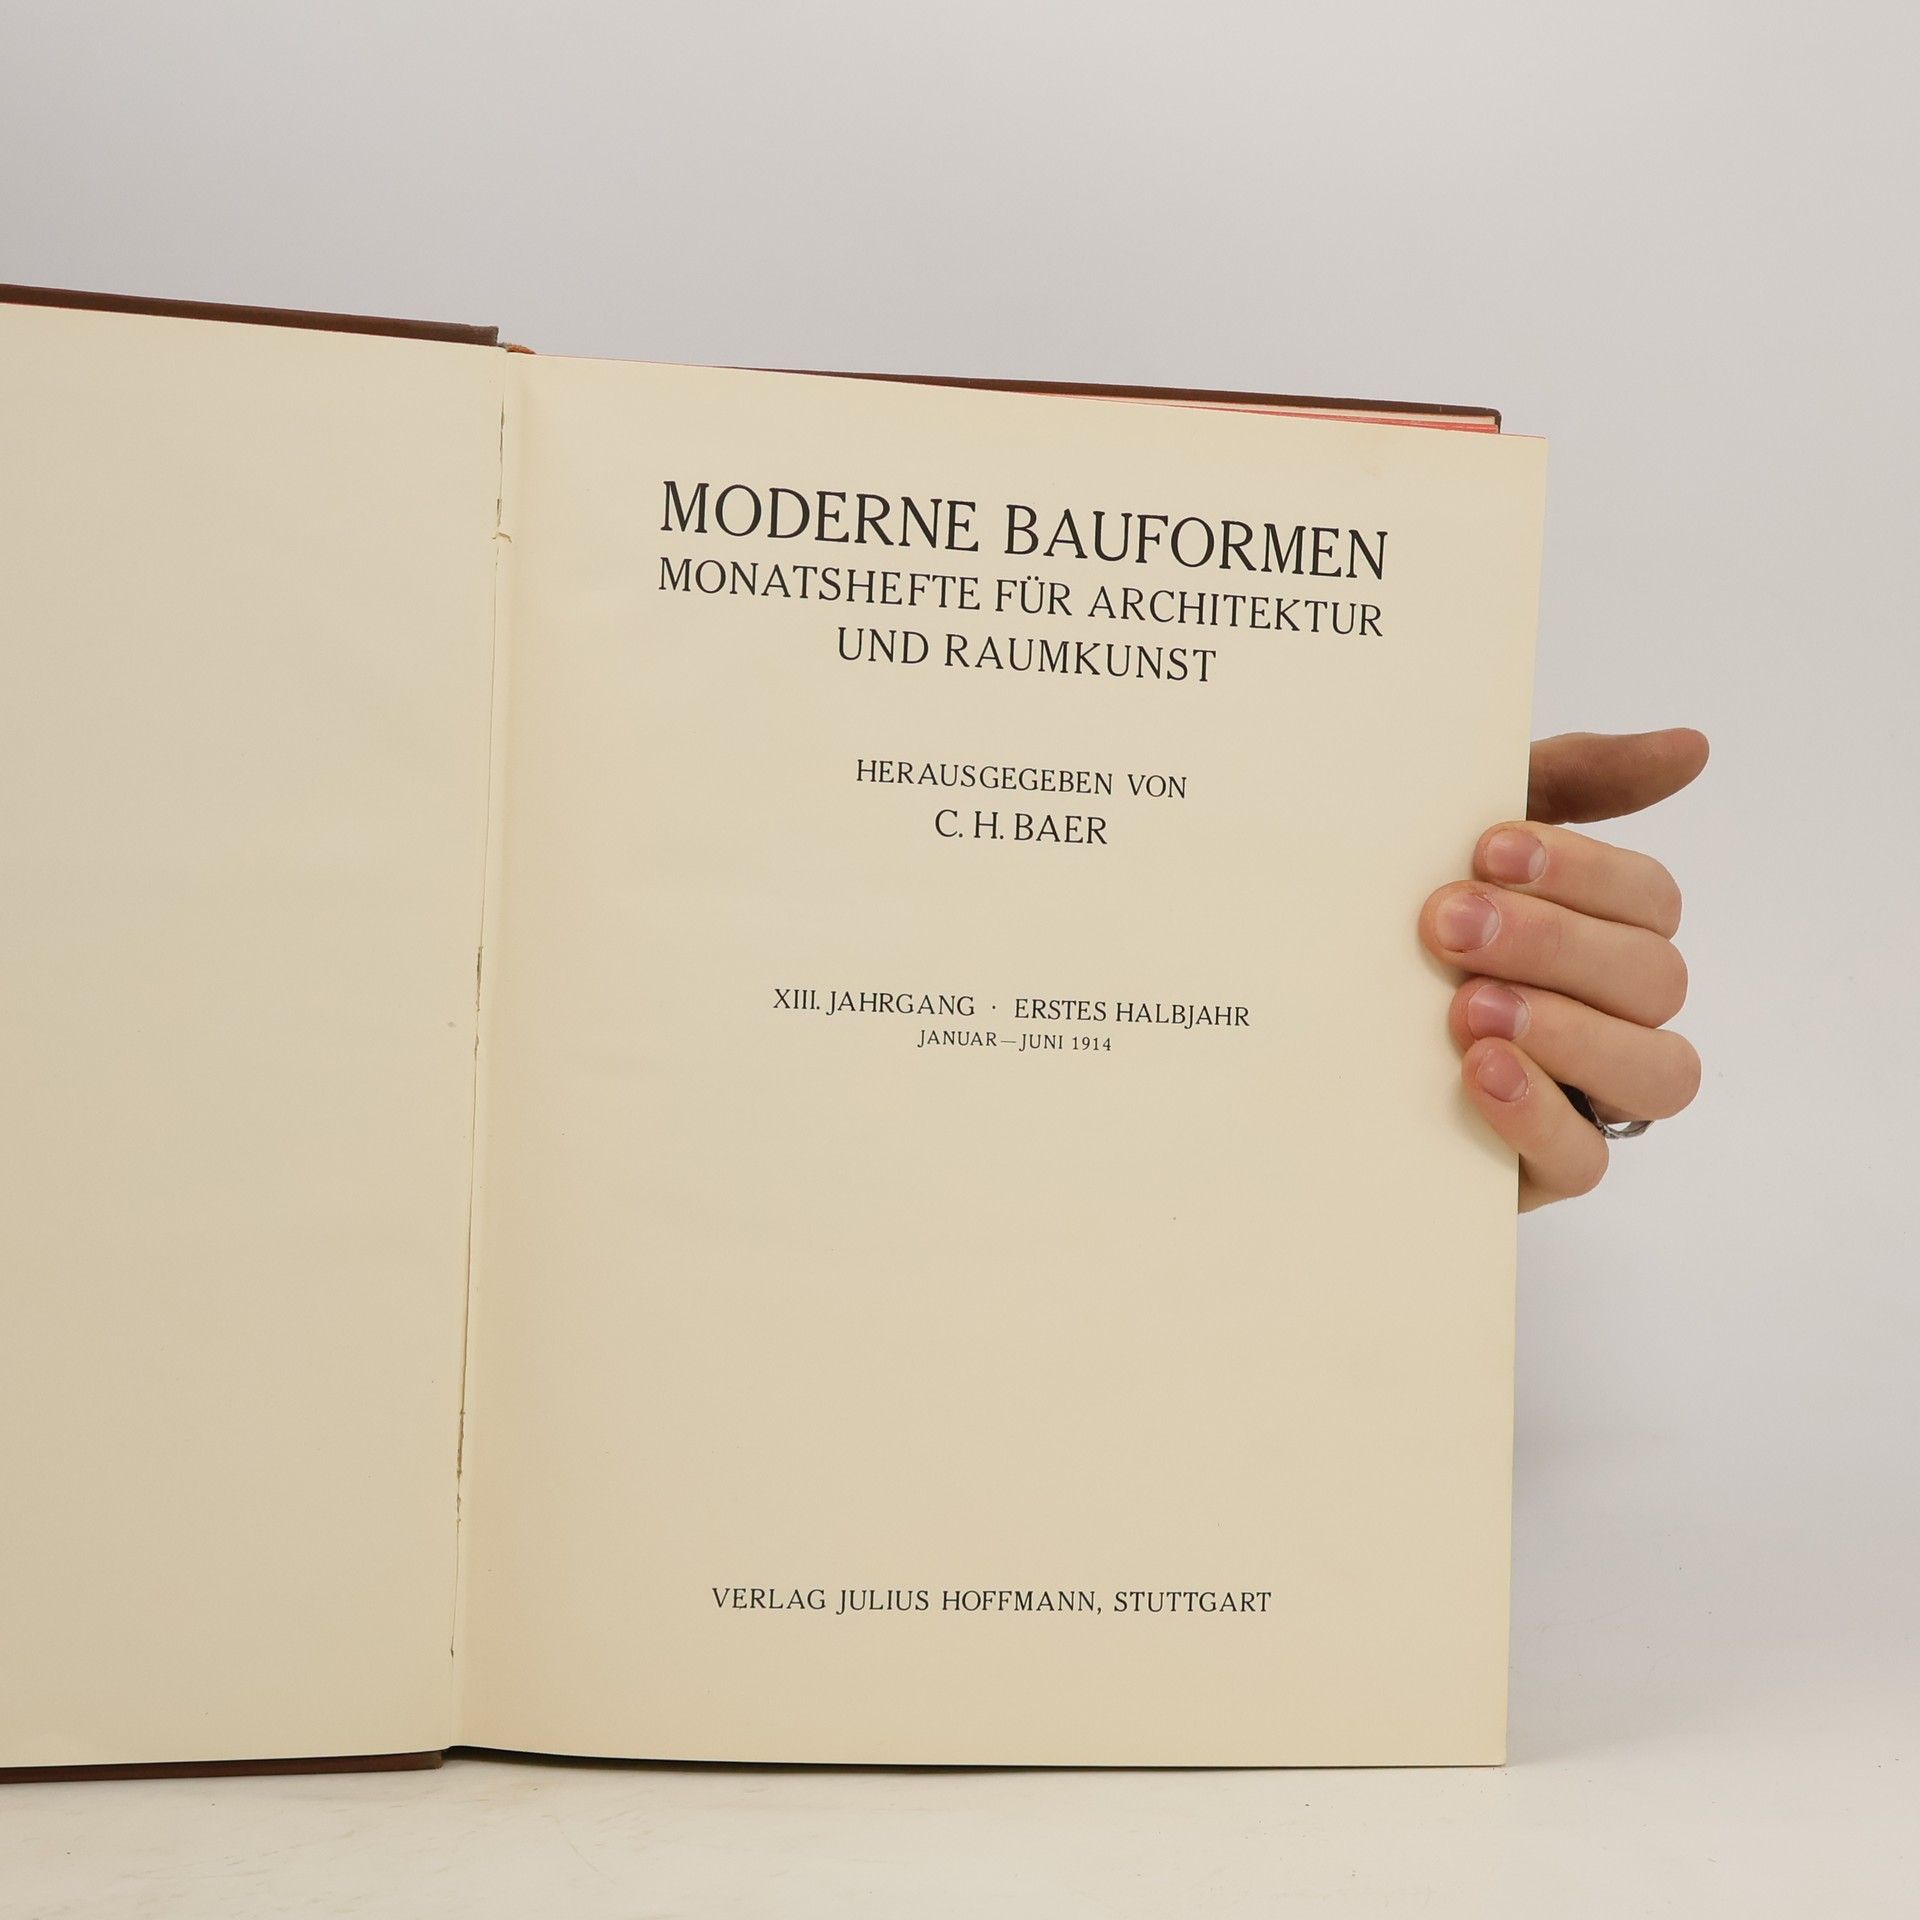 MODERNE BAUFORMEN
MONATSHEFTE FÜR ARCHITEKTUR
UND RAUMKUNST
HERAUSGEGEBEN VON
C. H. BAER
XIII. JAHRGANG · ERSTES HALBJAHR
JANUAR—JUNI 1914
VERLAG JULIUS HOFFMANN, STUTTGART